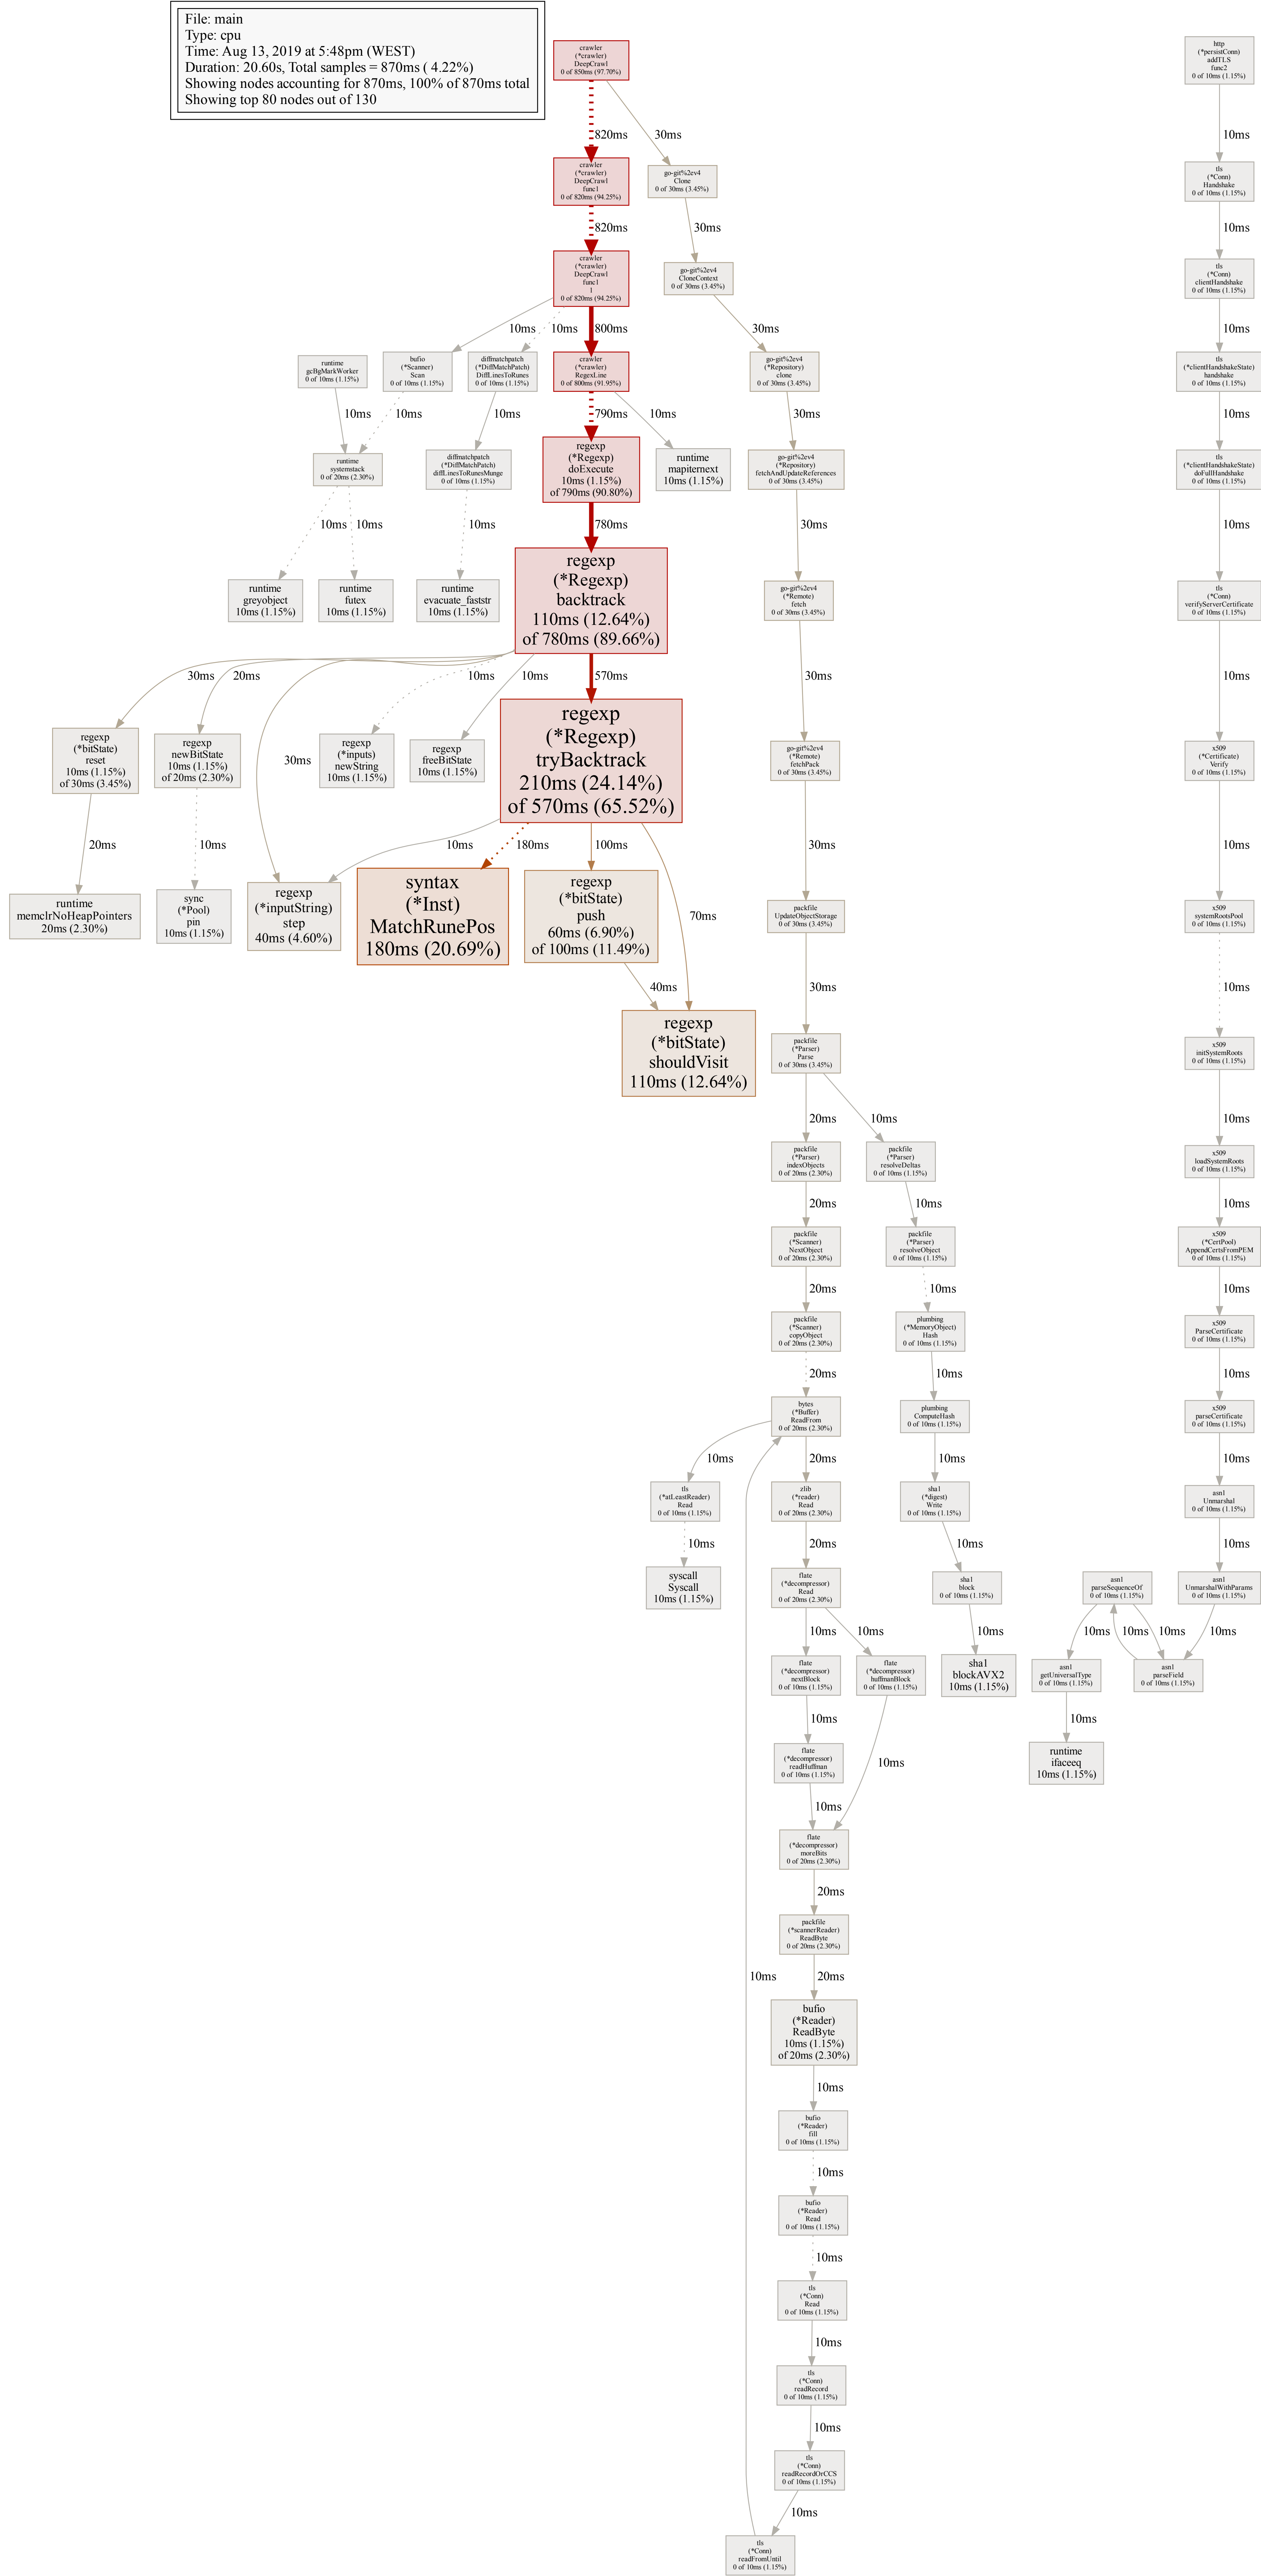 File: main
Type: cpu
Time: Aug 13, 2019 at 5:48pm (WEST)
Duration: 20.60s, Total samples = 870ms ( 4.22%)
Showing nodes accounting for 870ms, 100% of 870ms total
Showing top 80 nodes out of 130
crawler
(*crawler)
DeepCrawl
0 of 850ms (97.70%)
http
(*persistConn)
addTLS
func2
0 of 10ms (1.15%)
820ms
30ms
10ms
crawler
(*crawler)
DeepCrawl
func1
0 of 820ms (94.25%)
go-git%2ev4
Clone
0 of 30ms (3.45%)
tls
(*Conn)
Handshake
0 of 10ms (1.15%)
820ms
30ms
10ms
crawler
(*crawler)
DeepCrawl
func1
1
0 of 820ms (94.25%)
go-git%2ev4
CloneContext
0 of 30ms (3.45%)
tls
(*Conn)
clientHandshake
0 of 10ms (1.15%)
10ms
10ms
800ms
30ms
10ms
runtime
gcBgMarkWorker
0 of 10ms (1.15%)
bufio
(*Scanner)
Scan
0 of 10ms (1.15%)
diffmatchpatch
(*DiffMatchPatch)
DiffLinesToRunes
0 of 10ms (1.15%)
crawler
(*crawler)
RegexLine
0 of 800ms (91.95%)
go-git%2ev4
(*Repository)
clone
0 of 30ms (3.45%)
tls
(*clientHandshakeState)
handshake
0 of 10ms (1.15%)
10ms
10ms
10ms
790ms
10ms
30ms
10ms
runtime
systemstack
0 of 20ms (2.30%)
diffmatchpatch
(*DiffMatchPatch)
diffLinesToRunesMunge
0 of 10ms (1.15%)
regexp
(*Regexp)
doExecute
10ms (1.15%)
of 790ms (90.80%)
runtime
mapiternext
10ms (1.15%)
go-git%2ev4
(*Repository)
fetchAndUpdateReferences
0 of 30ms (3.45%)
tls
(*clientHandshakeState)
doFullHandshake
0 of 10ms (1.15%)
10ms
10ms
10ms
780ms
30ms
10ms
runtime
greyobject
10ms (1.15%)
runtime
futex
10ms (1.15%)
runtime
evacuate_faststr
10ms (1.15%)
regexp
(*Regexp)
backtrack
110ms (12.64%)
of 780ms (89.66%)
go-git%2ev4
(*Remote)
fetch
0 of 30ms (3.45%)
tls
(*Conn)
verifyServerCertificate
0 of 10ms (1.15%)
30ms
20ms
30ms
10ms
10ms
570ms
30ms
10ms
regexp
(*bitState)
reset
10ms (1.15%)
of 30ms (3.45%)
regexp
newBitState
10ms (1.15%)
of 20ms (2.30%)
regexp
(*inputs)
newString
10ms (1.15%)
regexp
freeBitState
10ms (1.15%)
regexp
(*Regexp)
tryBacktrack
210ms (24.14%)
of 570ms (65.52%)
go-git%2ev4
(*Remote)
fetchPack
0 of 30ms (3.45%)
x509
(*Certificate)
Verify
0 of 10ms (1.15%)
20ms
10ms
10ms
180ms
100ms
70ms
30ms
10ms
runtime
memclrNoHeapPointers
20ms (2.30%)
sync
(*Pool)
pin
10ms (1.15%)
regexp
(*inputString)
step
40ms (4.60%)
syntax
(*Inst)
MatchRunePos
180ms (20.69%)
regexp
(*bitState)
push
60ms (6.90%)
of 100ms (11.49%)
packfile
UpdateObjectStorage
0 of 30ms (3.45%)
x509
systemRootsPool
0 of 10ms (1.15%)
40ms
30ms
10ms
regexp
(*bitState)
shouldVisit
110ms (12.64%)
packfile
(*Parser)
Parse
0 of 30ms (3.45%)
x509
initSystemRoots
0 of 10ms (1.15%)
20ms
10ms
10ms
packfile
(*Parser)
indexObjects
0 of 20ms (2.30%)
packfile
(*Parser)
resolveDeltas
0 of 10ms (1.15%)
x509
loadSystemRoots
0 of 10ms (1.15%)
20ms
10ms
10ms
packfile
(*Scanner)
NextObject
0 of 20ms (2.30%)
packfile
(*Parser)
resolveObject
0 of 10ms (1.15%)
x509
(*CertPool)
AppendCertsFromPEM
0 of 10ms (1.15%)
20ms
10ms
10ms
packfile
(*Scanner)
copyObject
0 of 20ms (2.30%)
plumbing
(*MemoryObject)
Hash
0 of 10ms (1.15%)
x509
ParseCertificate
0 of 10ms (1.15%)
20ms
10ms
10ms
bytes
(*Buffer)
ReadFrom
0 of 20ms (2.30%)
plumbing
ComputeHash
0 of 10ms (1.15%)
x509
parseCertificate
0 of 10ms (1.15%)
10ms
20ms
10ms
10ms
tls
(*atLeastReader)
Read
0 of 10ms (1.15%)
zlib
(*reader)
Read
0 of 20ms (2.30%)
sha1
(*digest)
Write
0 of 10ms (1.15%)
asn1
Unmarshal
0 of 10ms (1.15%)
10ms
20ms
10ms
10ms
syscall
Syscall
10ms (1.15%)
flate
(*decompressor)
Read
0 of 20ms (2.30%)
sha1
block
0 of 10ms (1.15%)
asn1
parseSequenceOf
0 of 10ms (1.15%)
asn1
UnmarshalWithParams
0 of 10ms (1.15%)
10ms
10ms
10ms
10ms
10ms
10ms
10ms
flate
(*decompressor)
nextBlock
0 of 10ms (1.15%)
flate
(*decompressor)
huffmanBlock
0 of 10ms (1.15%)
sha1
blockAVX2
10ms (1.15%)
asn1
getUniversalType
0 of 10ms (1.15%)
asn1
parseField
0 of 10ms (1.15%)
10ms
10ms
10ms
flate
(*decompressor)
readHuffman
0 of 10ms (1.15%)
runtime
ifaceeq
10ms (1.15%)
10ms
flate
(*decompressor)
moreBits
0 of 20ms (2.30%)
20ms
packfile
(*scannerReader)
ReadByte
0 of 20ms (2.30%)
10ms
20ms
bufio
(*Reader)
ReadByte
10ms (1.15%)
of 20ms (2.30%)
10ms
bufio
(*Reader)
fill
0 of 10ms (1.15%)
10ms
bufio
(*Reader)
Read
0 of 10ms (1.15%)
10ms
tls
(*Conn)
Read
0 of 10ms (1.15%)
10ms
tls
(*Conn)
readRecord
0 of 10ms (1.15%)
10ms
tls
(*Conn)
readRecordOrCCS
0 of 10ms (1.15%)
10ms
tls
(*Conn)
readFromUntil
0 of 10ms (1.15%)